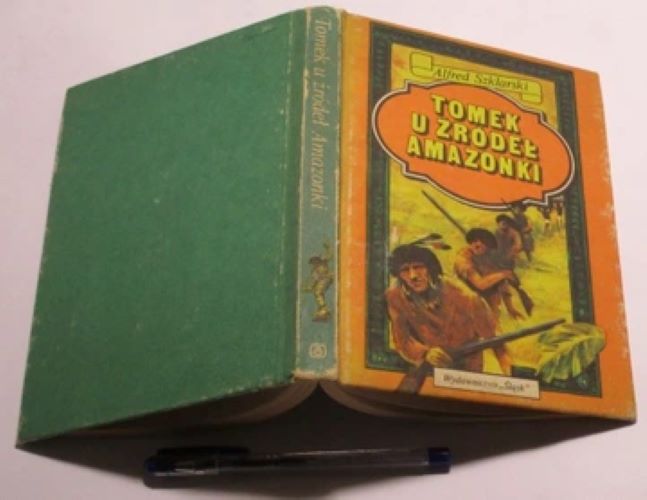 Tomek u źródeł Amazonki
Alfred Szklarski
TOMEK
U ŹRÓDEŁ
AMAZONKI
Wydawnictwo „Śląsk”